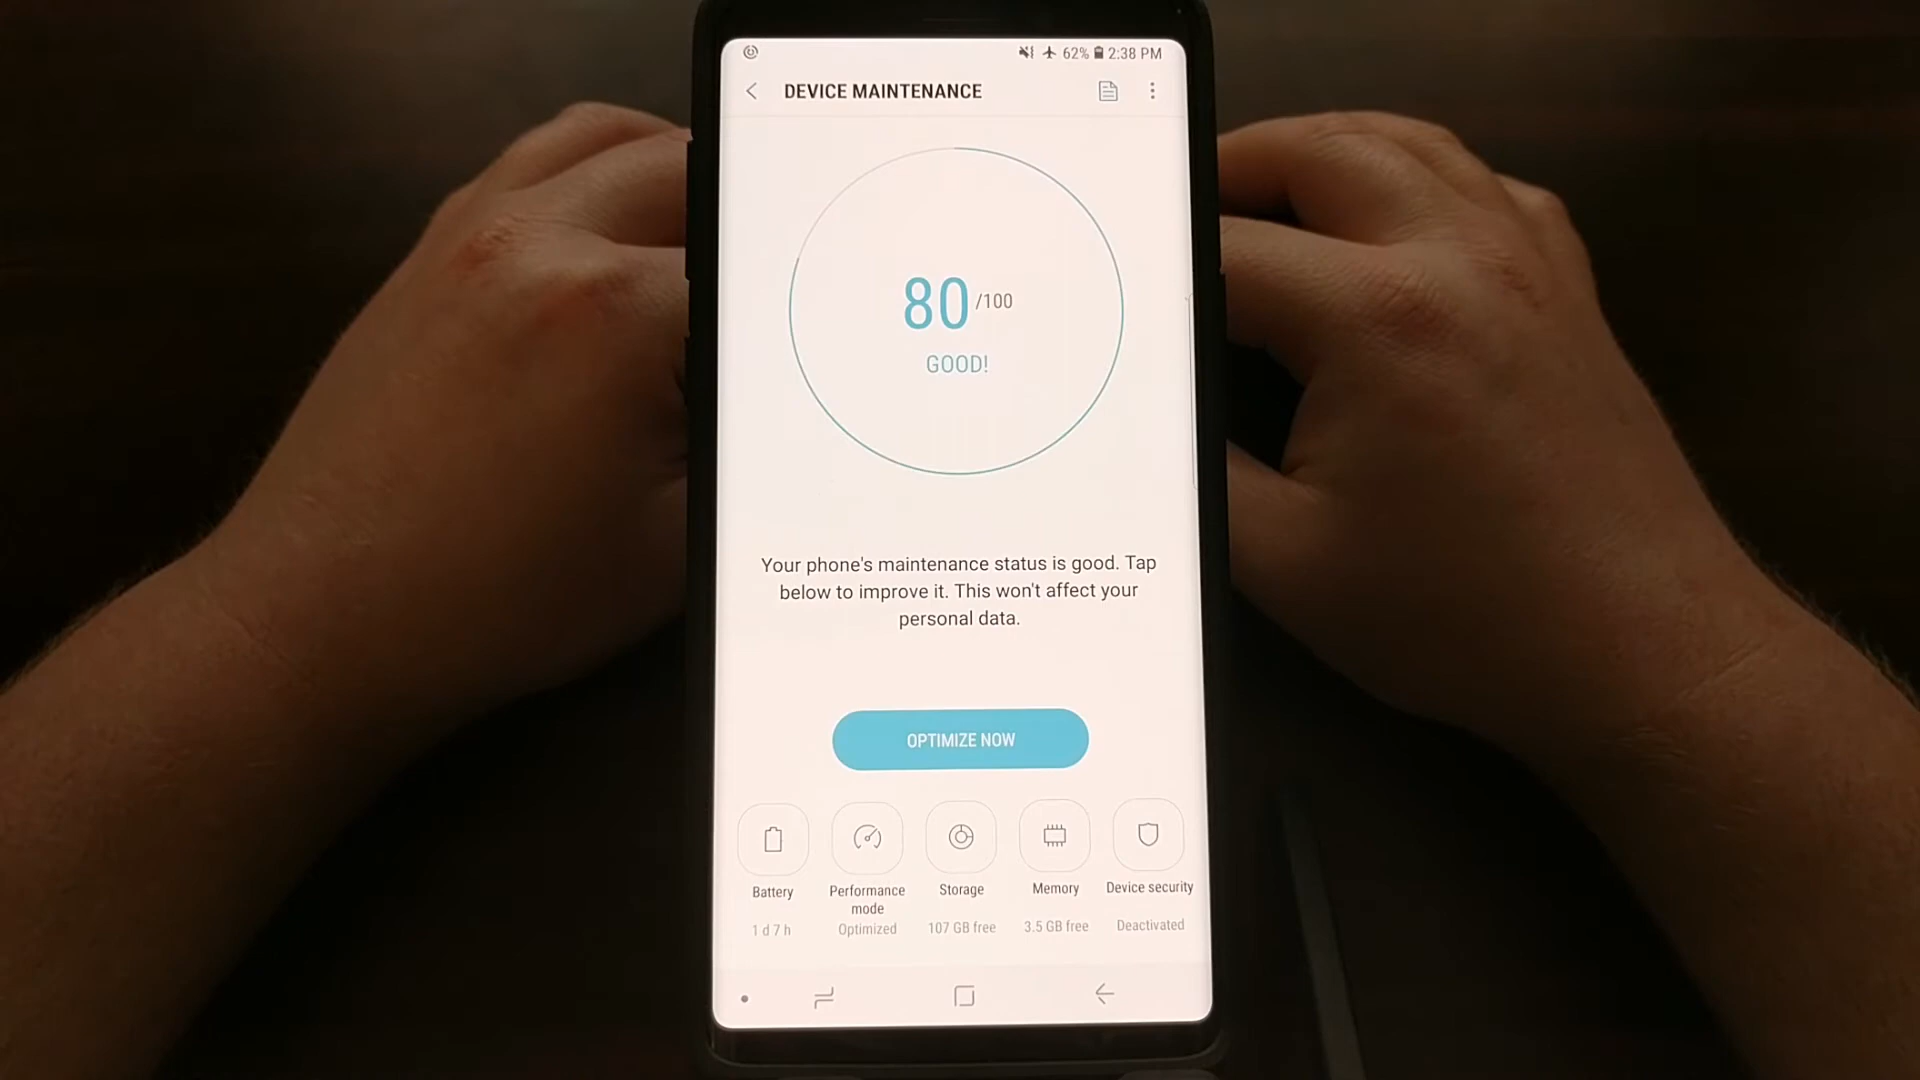 62% 2:38 PM
DEVICE MAINTENANCE
80 /100
GOOD!
Your phone's maintenance status is good. Tap
below to improve it. This won't affect your
personal data.
OPTIMIZE NOW
Battery
1 d 7 h
Performance
mode
Optimized
Storage
107 GB free
Memory
3.5 GB free
Device security
Deactivated